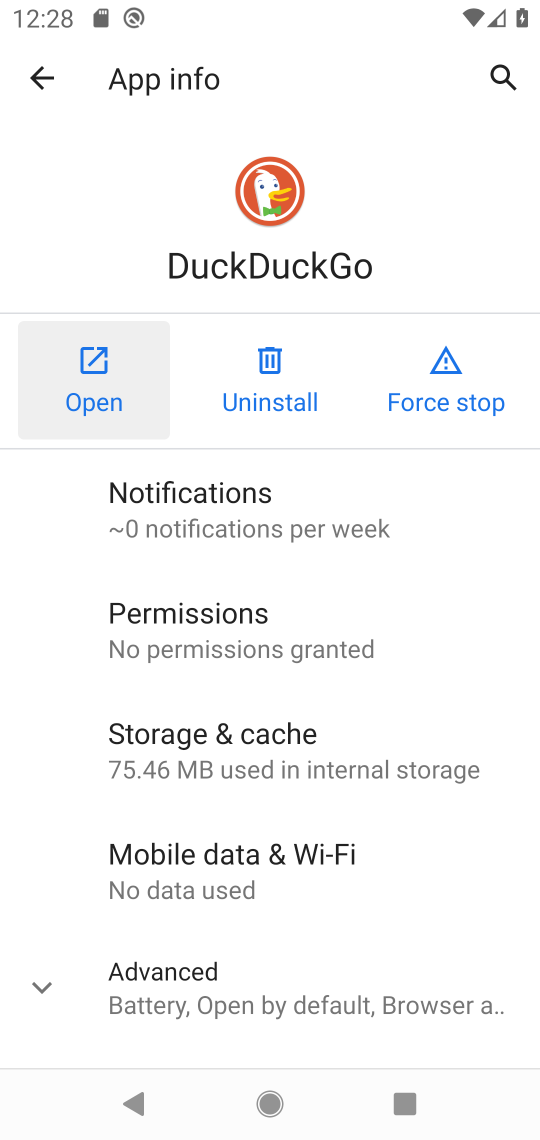 12:28
App info
DuckDuckGo
Open
Uninstall
Force stop
Notifications
~0 notifications per week
Permissions
No permissions granted
Storage & cache
75.46 MB used in internal storage
Mobile data & Wi-Fi
No data used
Advanced
Battery, Open by default, Browser a..